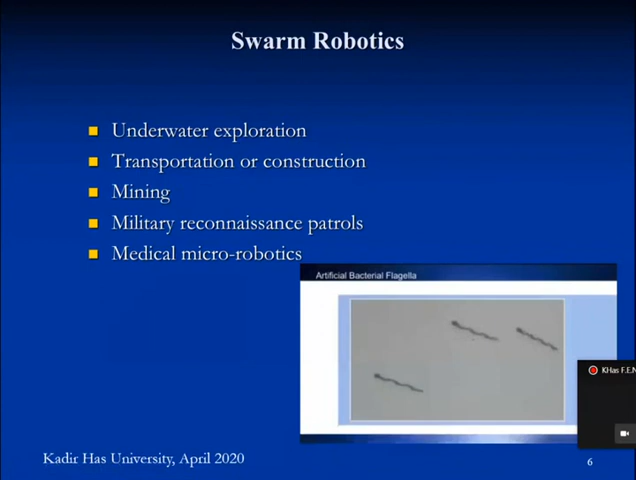 Swarm Robotics
Underwater exploration
Transportation or construction
Mining
Military reconnaissance patrols
Medical micro-robotics
Artificial Bacterial Flagella
KHas F.E.N
Kadir Has University, April 2020
6